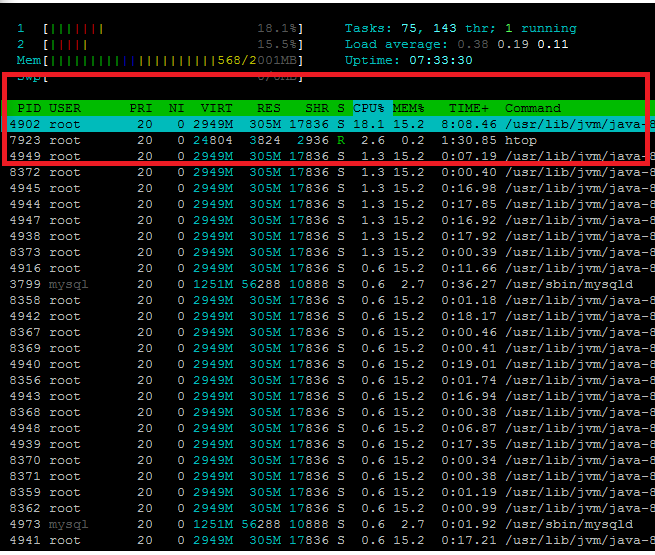 1 [|||||| 18.1%] Tasks: 75, 143 thr; 1 running
2 [||||| 15.5%] Load average: 0.38 0.19 0.11
Mem[|||||||||||||||||||||568/2001MB] Uptime: 07:33:30
Swp[ 0/0MB]
PID USER PRI NI VIRT RES SHR S CPU% MEM% TIME+ Command
4902 root 20 0 2949M 305M 17836 S 18.1 15.2 8:08.46 /usr/lib/jvm/java-8
7923 root 20 0 24804 3824 2936 R 2.6 0.2 1:30.85 htop
4949 root 20 0 2949M 305M 17836 S 1.3 15.2 0:07.19 /usr/lib/jvm/java-8
8372 root 20 0 2949M 305M 17836 S 1.3 15.2 0:00.40 /usr/lib/jvm/java-8
4945 root 20 0 2949M 305M 17836 S 1.3 15.2 0:16.98 /usr/lib/jvm/java-8
4944 root 20 0 2949M 305M 17836 S 1.3 15.2 0:17.85 /usr/lib/jvm/java-8
4947 root 20 0 2949M 305M 17836 S 1.3 15.2 0:16.92 /usr/lib/jvm/java-8
4938 root 20 0 2949M 305M 17836 S 1.3 15.2 0:17.92 /usr/lib/jvm/java-8
8373 root 20 0 2949M 305M 17836 S 1.3 15.2 0:00.39 /usr/lib/jvm/java-8
4916 root 20 0 2949M 305M 17836 S 0.6 15.2 0:11.66 /usr/lib/jvm/java-8
3799 mysql 20 0 1251M 56288 10888 S 0.6 2.7 0:36.27 /usr/sbin/mysqld
8358 root 20 0 2949M 305M 17836 S 0.6 15.2 0:01.18 /usr/lib/jvm/java-8
4942 root 20 0 2949M 305M 17836 S 0.6 15.2 0:18.17 /usr/lib/jvm/java-8
8367 root 20 0 2949M 305M 17836 S 0.6 15.2 0:00.46 /usr/lib/jvm/java-8
8369 root 20 0 2949M 305M 17836 S 0.6 15.2 0:00.41 /usr/lib/jvm/java-8
4940 root 20 0 2949M 305M 17836 S 0.6 15.2 0:19.01 /usr/lib/jvm/java-8
8356 root 20 0 2949M 305M 17836 S 0.6 15.2 0:01.74 /usr/lib/jvm/java-8
4943 root 20 0 2949M 305M 17836 S 0.6 15.2 0:16.94 /usr/lib/jvm/java-8
8368 root 20 0 2949M 305M 17836 S 0.6 15.2 0:00.38 /usr/lib/jvm/java-8
4948 root 20 0 2949M 305M 17836 S 0.6 15.2 0:06.87 /usr/lib/jvm/java-8
4939 root 20 0 2949M 305M 17836 S 0.6 15.2 0:17.35 /usr/lib/jvm/java-8
8370 root 20 0 2949M 305M 17836 S 0.6 15.2 0:00.34 /usr/lib/jvm/java-8
8371 root 20 0 2949M 305M 17836 S 0.6 15.2 0:00.38 /usr/lib/jvm/java-8
8359 root 20 0 2949M 305M 17836 S 0.6 15.2 0:01.19 /usr/lib/jvm/java-8
8362 root 20 0 2949M 305M 17836 S 0.6 15.2 0:00.99 /usr/lib/jvm/java-8
4973 mysql 20 0 1251M 56288 10888 S 0.6 2.7 0:01.92 /usr/sbin/mysqld
4941 root 20 0 2949M 305M 17836 S 0.6 15.2 0:17.21 /usr/lib/jvm/java-8